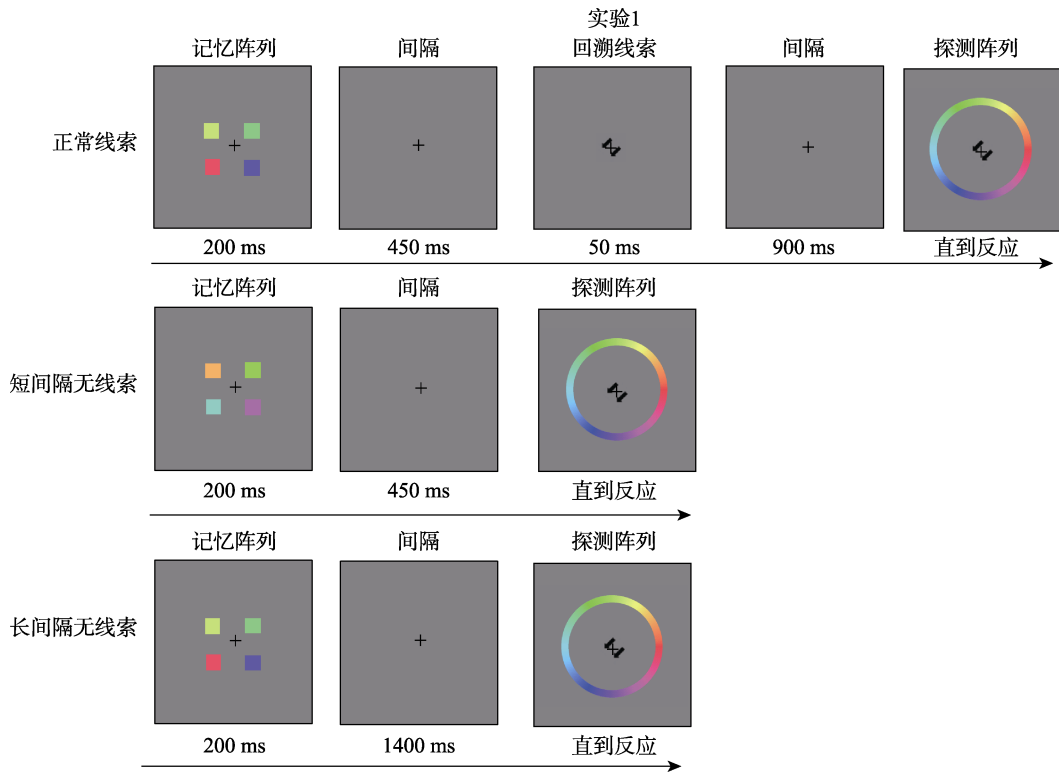 实验1
记忆阵列 间隔 回溯线索 间隔 探测阵列
正常线索
200 ms 450 ms 50 ms 900 ms 直到反应
记忆阵列 间隔 探测阵列
短间隔无线索
200 ms 450 ms 直到反应
记忆阵列 间隔 探测阵列
长间隔无线索
200 ms 1400 ms 直到反应